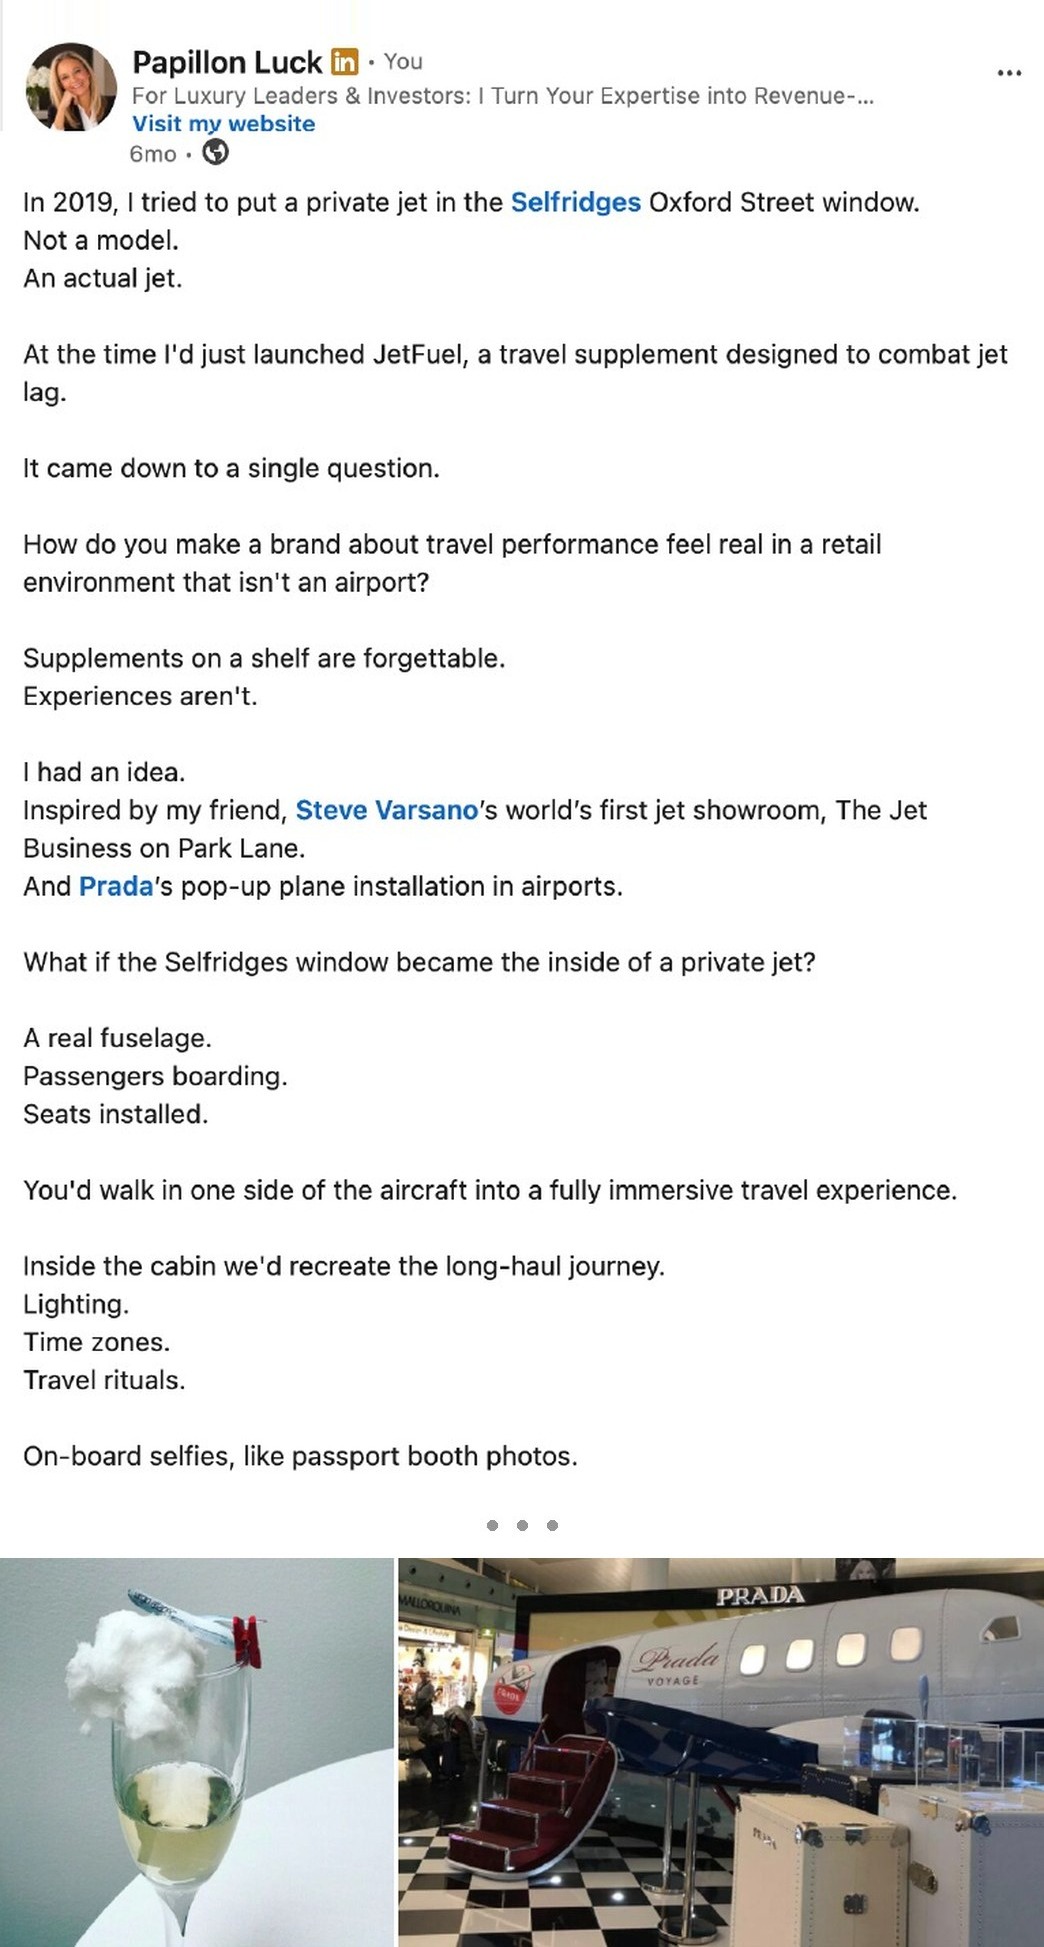 Papillon Luck in • You
For Luxury Leaders & Investors: I Turn Your Expertise into Revenue-...
Visit my website
6mo •
In 2019, I tried to put a private jet in the Selfridges Oxford Street window.
Not a model.
An actual jet.
At the time I'd just launched JetFuel, a travel supplement designed to combat jet
lag.
It came down to a single question.
How do you make a brand about travel performance feel real in a retail
environment that isn't an airport?
Supplements on a shelf are forgettable.
Experiences aren't.
I had an idea.
Inspired by my friend, Steve Varsano’s world’s first jet showroom, The Jet
Business on Park Lane.
And Prada’s pop-up plane installation in airports.
What if the Selfridges window became the inside of a private jet?
A real fuselage.
Passengers boarding.
Seats installed.
You'd walk in one side of the aircraft into a fully immersive travel experience.
Inside the cabin we'd recreate the long-haul journey.
Lighting.
Time zones.
Travel rituals.
On-board selfies, like passport booth photos.
PRADA
MALLORQUINA
Prada
VOYAGE